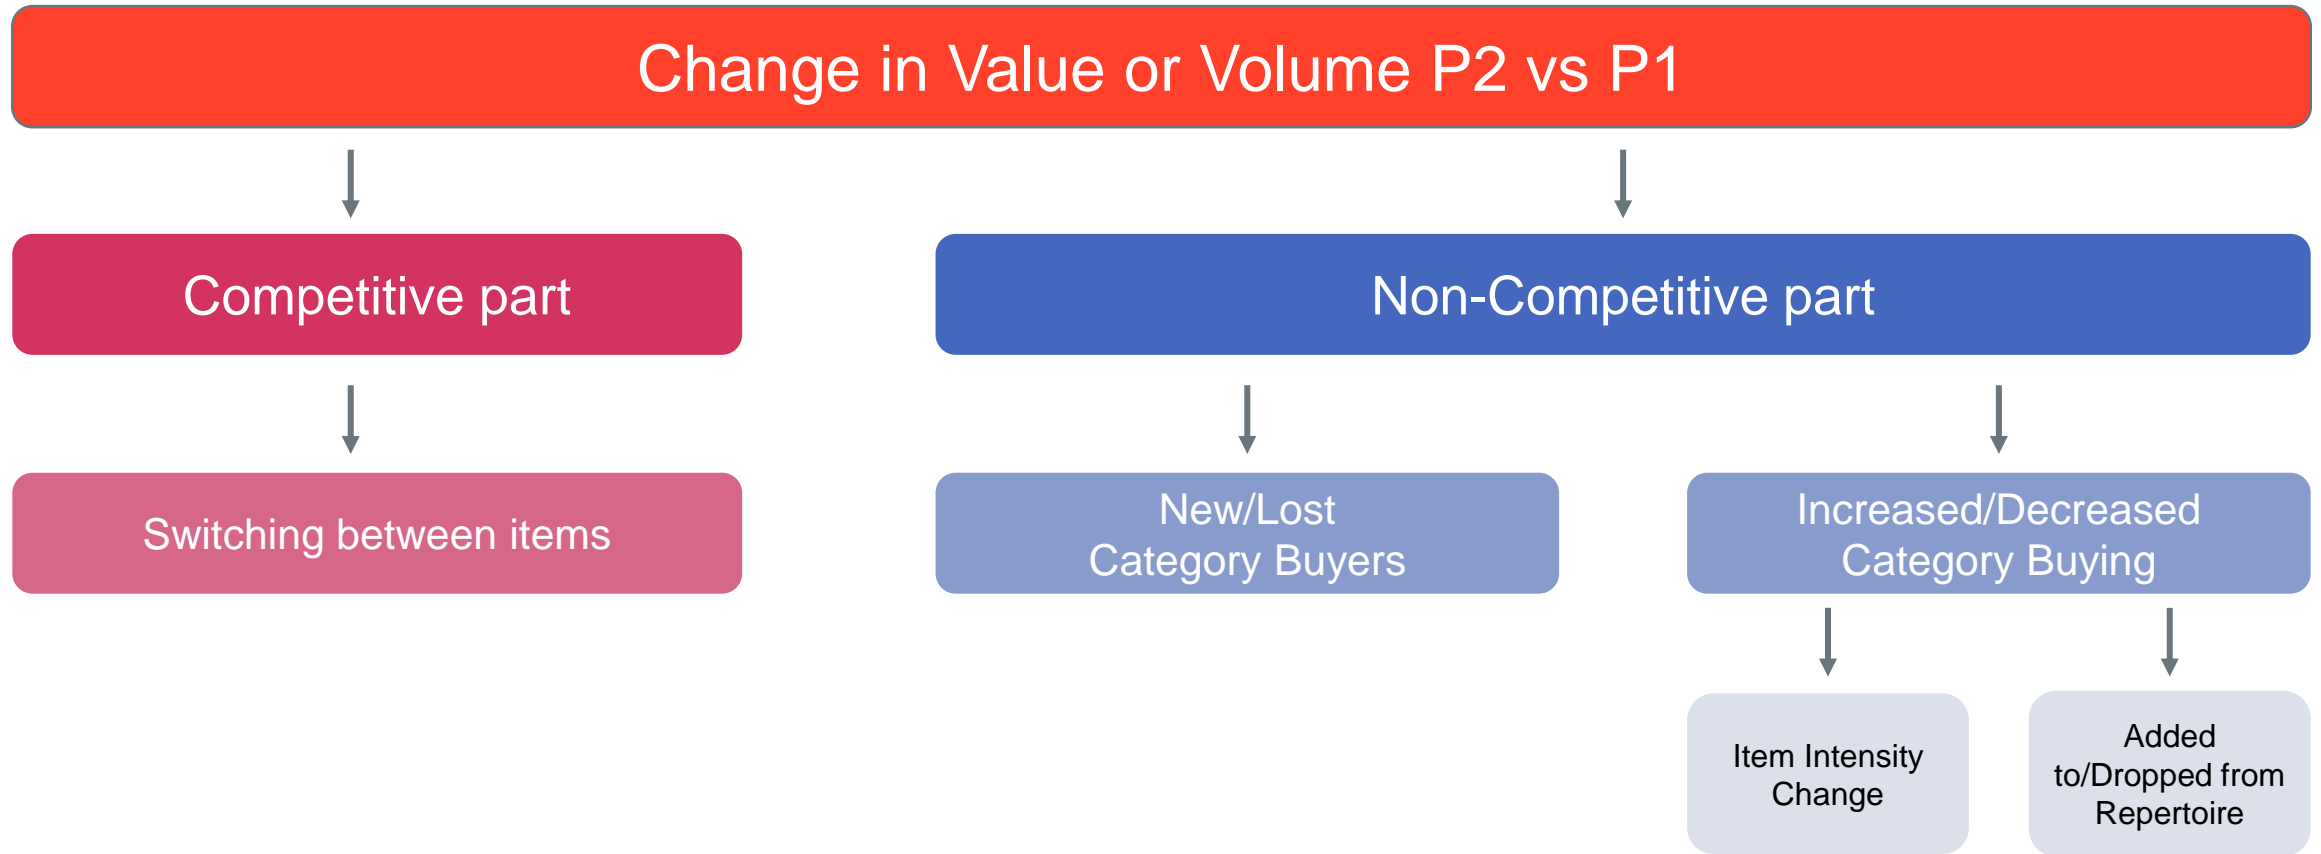 Change in Value or Volume P2 vs P1
Competitive part
Non-Competitive part
Switching between items
New/Lost
Category Buyers
Increased/Decreased
Category Buying
Item Intensity
Change
Added
to/Dropped from
Repertoire